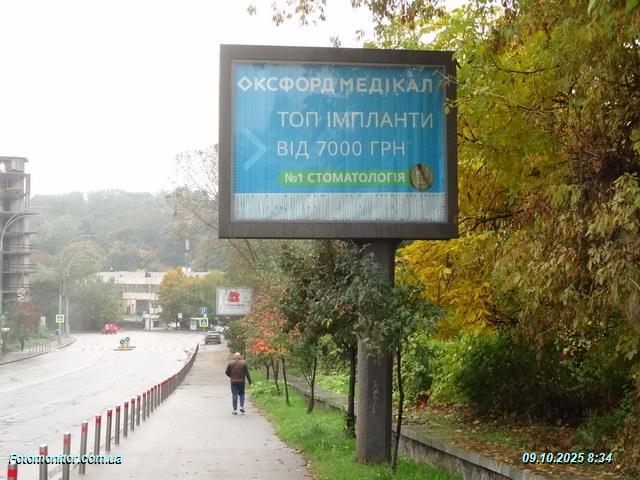 ОКСФОРД МЕДІКАЛ
ТОП ІМПЛАНТИ
ВІД 7000 ГРН
№1 СТОМАТОЛОГІЯ
Fotomonitor.com.ua
09.10.2025 8:34